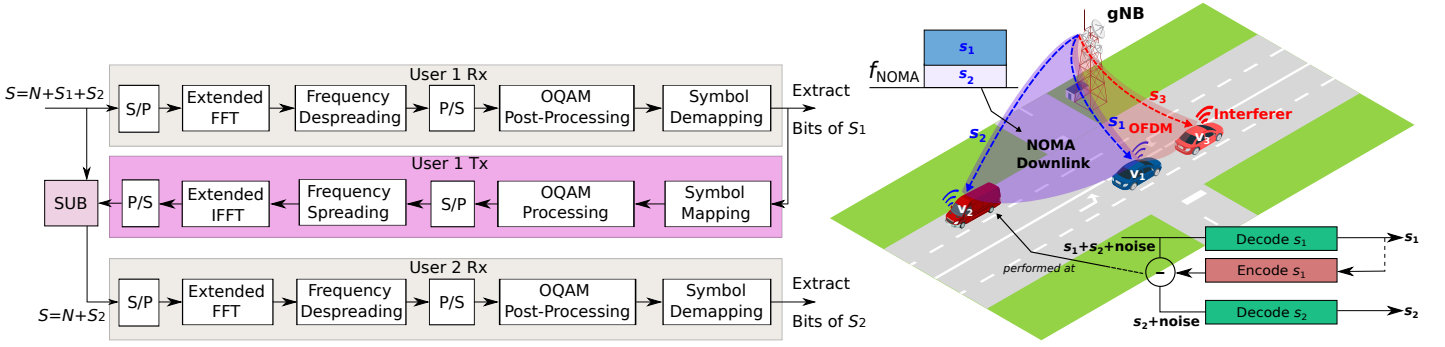 User 1 Rx
S=N+S1+S2
S/P
Extended
FFT
Frequency
Despreading
P/S
OQAM
Post-Processing
Symbol
Demapping
Extract
Bits of S1
User 1 Tx
SUB
P/S
Extended
IFFT
Frequency
Spreading
S/P
OQAM
Processing
Symbol
Mapping
User 2 Rx
S=N+S2
S/P
Extended
FFT
Frequency
Despreading
P/S
OQAM
Post-Processing
Symbol
Demapping
Extract
Bits of S2
gNB
s1
s2
fNOMA
s3
s2
s1
OFDM
Interferer
NOMA
Downlink
v3
v1
v2
s1+s2+noise
performed at
–
Decode s1
s1
Encode s1
s2+noise
Decode s2
s2